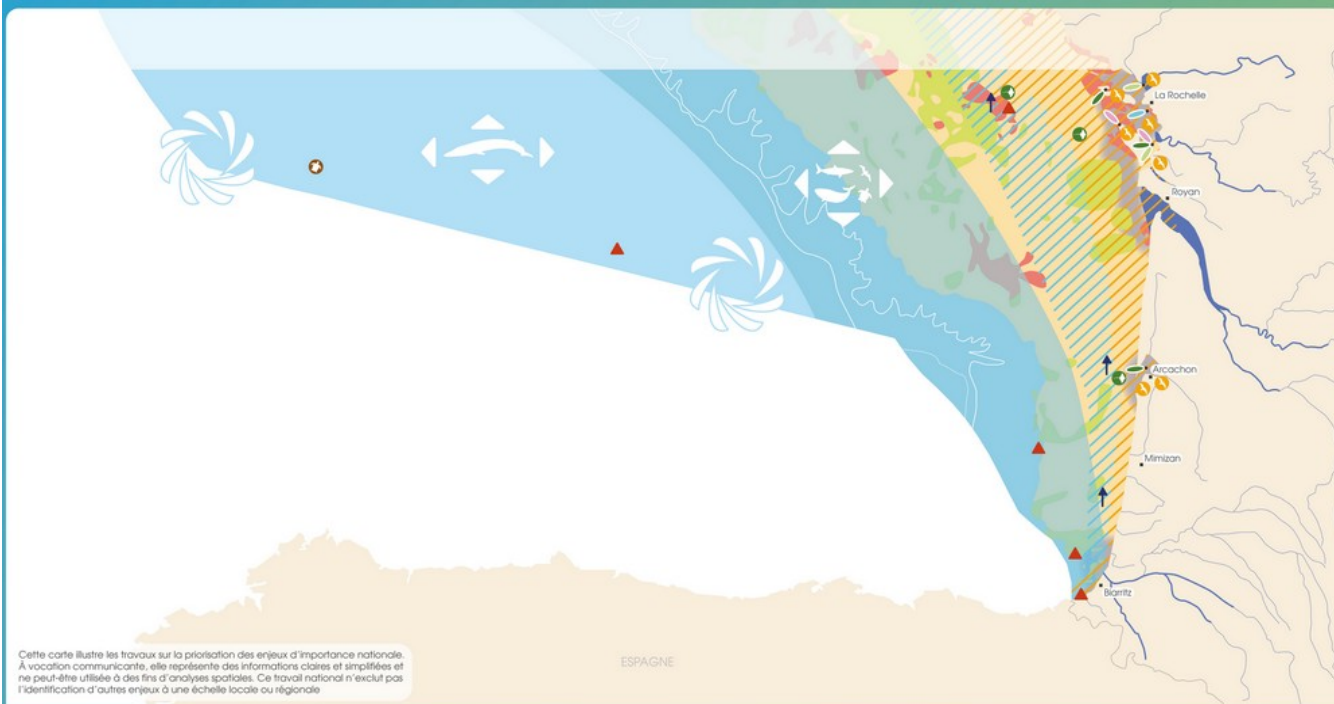 La Rochelle
Royan
Arcachon
Mimizan
Biarritz
ESPAGNE
Cette carte illustre les travaux sur la priorisation des enjeux d'importance nationale.
À vocation communicante, elle représente des informations claires et simplifiées et
ne peut-être utilisée à des fins d'analyses spatiales. Ce travail national n'exclut pas
l'identification d'autres enjeux à une échelle locale ou régionale